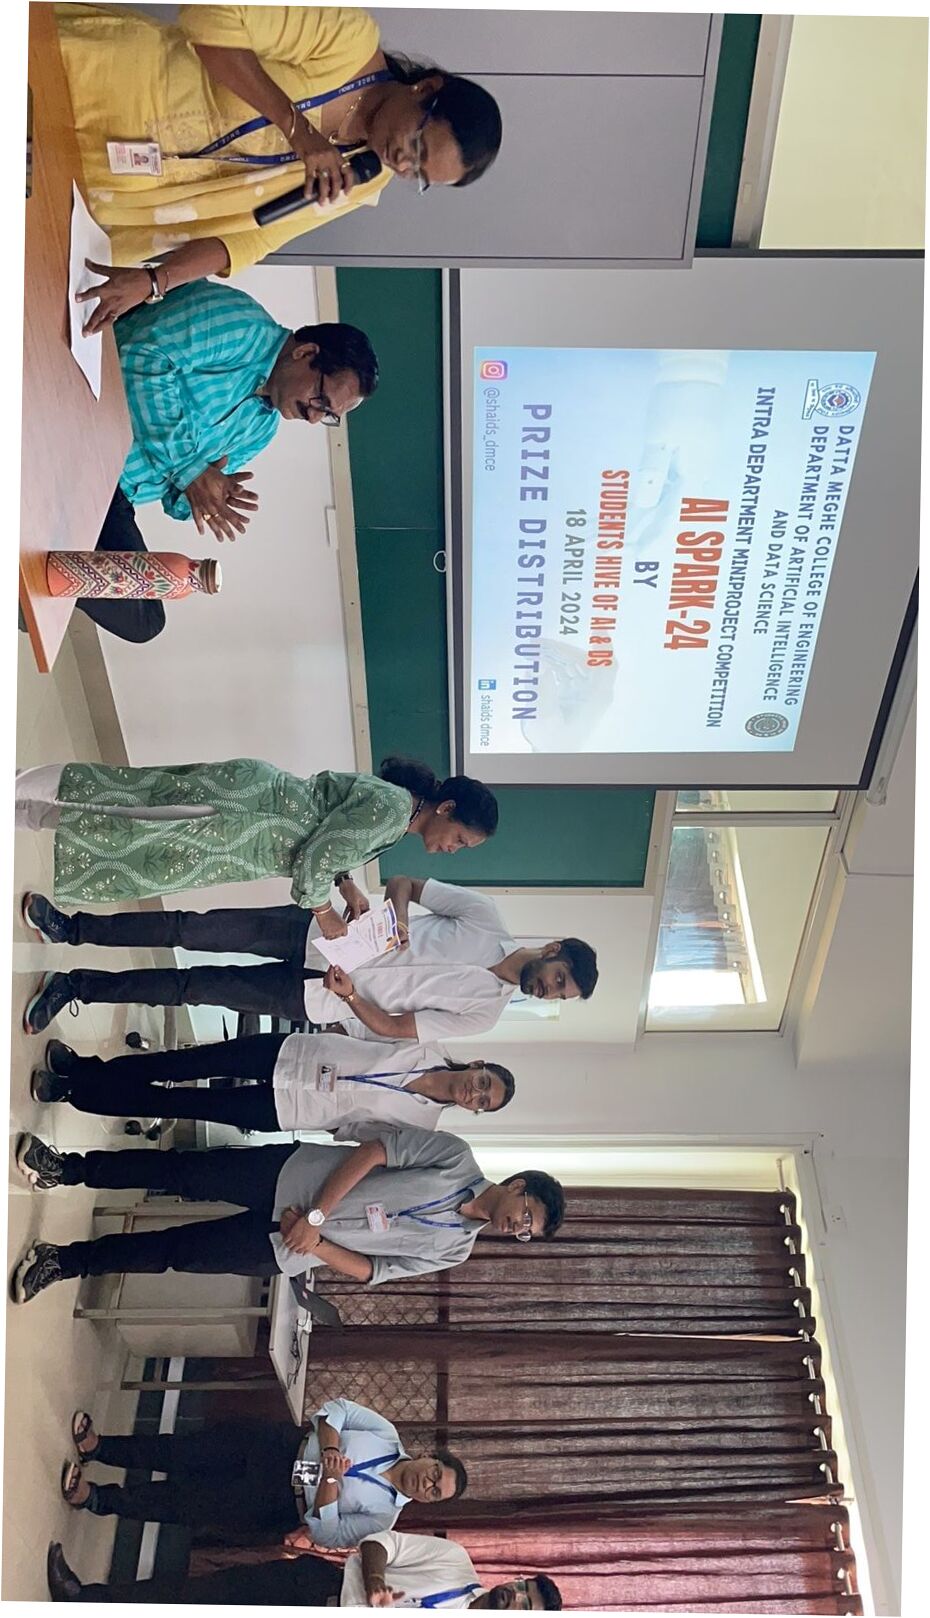 DATTA MEGHE COLLEGE OF ENGINEERING
DEPARTMENT OF ARTIFICIAL INTELLIGENCE
AND DATA SCIENCE
INTRA DEPARTMENT MINIPROJECT COMPETITION
AI SPARK-24
BY
STUDENTS HIVE OF AI & DS
18 APRIL 2024
PRIZE DISTRIBUTION
@shaids_dmce
shaids dmce